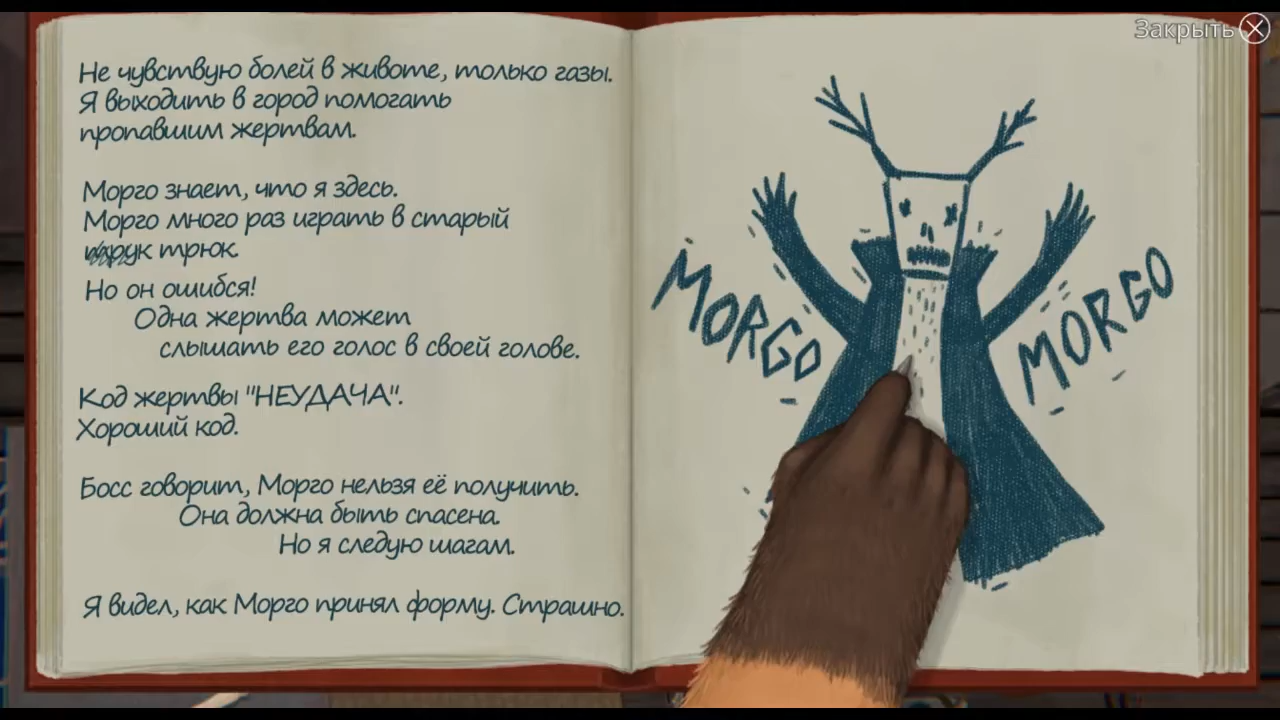 Закрыть
Не чувствую болей в животе, только газы.
Я выходить в город помогать
пропавшим жертвам.
Морго знает, что я здесь.
Морго много раз играть в старый
трюк.
Но он ошибся!
Одна жертва может
слышать его голос в своей голове.
Код жертвы "НЕУДАЧА".
Хороший код.
Босс говорит, Морго нельзя её получить.
Она должна быть спасена.
Но я следую шагам.
Я видел, как Морго принял форму. Страшно.
MORGO
MORGO